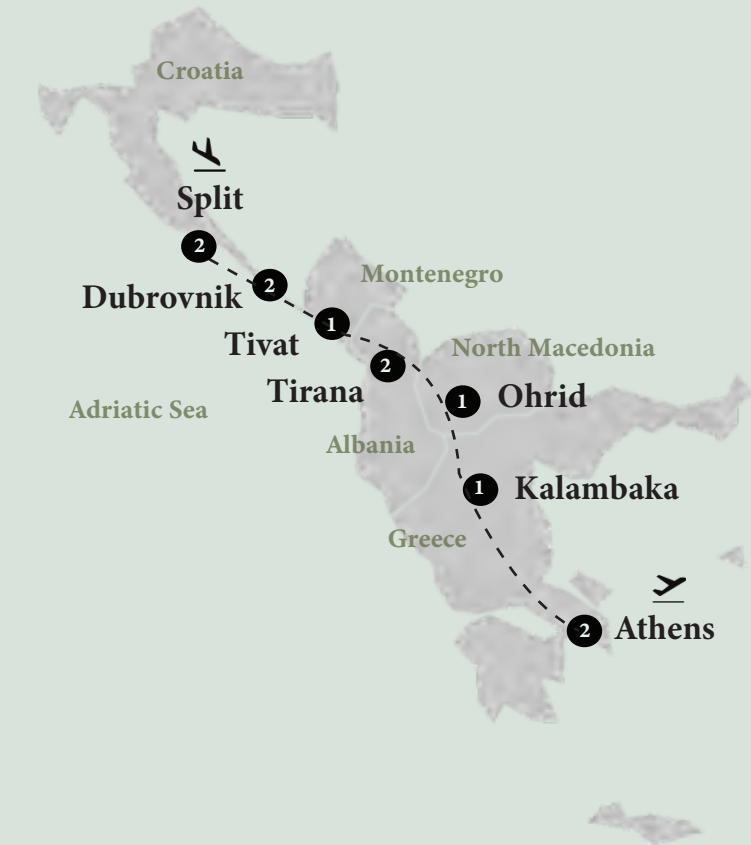 Croatia
Split
2
2
Dubrovnik
Montenegro
1
Tivat
North Macedonia
2
Tirana
1
Ohrid
Adriatic Sea
Albania
1
Kalambaka
Greece
2
Athens